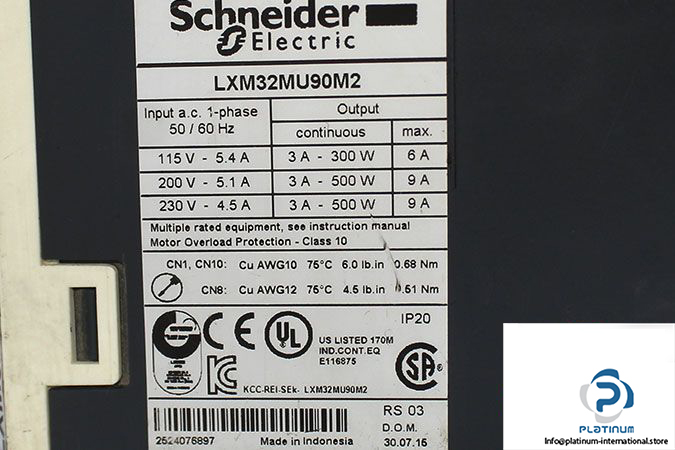 Schneider
Electric
LXM32MU90M2
Input a.c. 1-phase
50 / 60 Hz
Output
continuous
max.
115 V - 5.4 A
3 A - 300 W
6 A
200 V - 5.1 A
3 A - 500 W
9 A
230 V - 4.5 A
3 A - 500 W
9 A
Multiple rated equipment, see instruction manual
Motor Overload Protection - Class 10
CN1, CN10: Cu AWG10 75°C 6.0 lb.in 0.68 Nm
CN8: Cu AWG12 75°C 4.5 lb.in 0.51 Nm
CE
UL
US LISTED 170M
IND.CONT.EQ
E116875
IP20
SA
KC
KCC-REI-SEk- LXM32MU90M2
2524076897
Made in Indonesia
RS 03
D.O.M.
30.07.15
PLATINUM
info@platinum-international.store